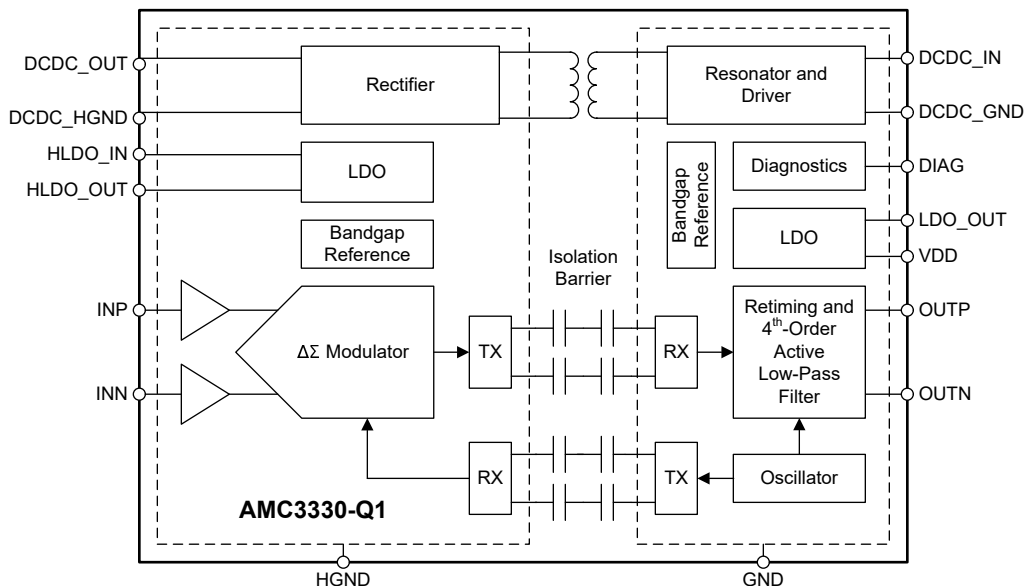 DCDC_OUT
DCDC_HGND
HLDO_IN
HLDO_OUT
INP
INN
Rectifier
LDO
Bandgap
Reference
ΔΣ Modulator
TX
RX
AMC3330-Q1
HGND
Isolation
Barrier
Resonator and
Driver
Bandgap
Reference
Diagnostics
LDO
RX
Retiming and
4th-Order
Active
Low-Pass
Filter
TX
Oscillator
DCDC_IN
DCDC_GND
DIAG
LDO_OUT
VDD
OUTP
OUTN
GND